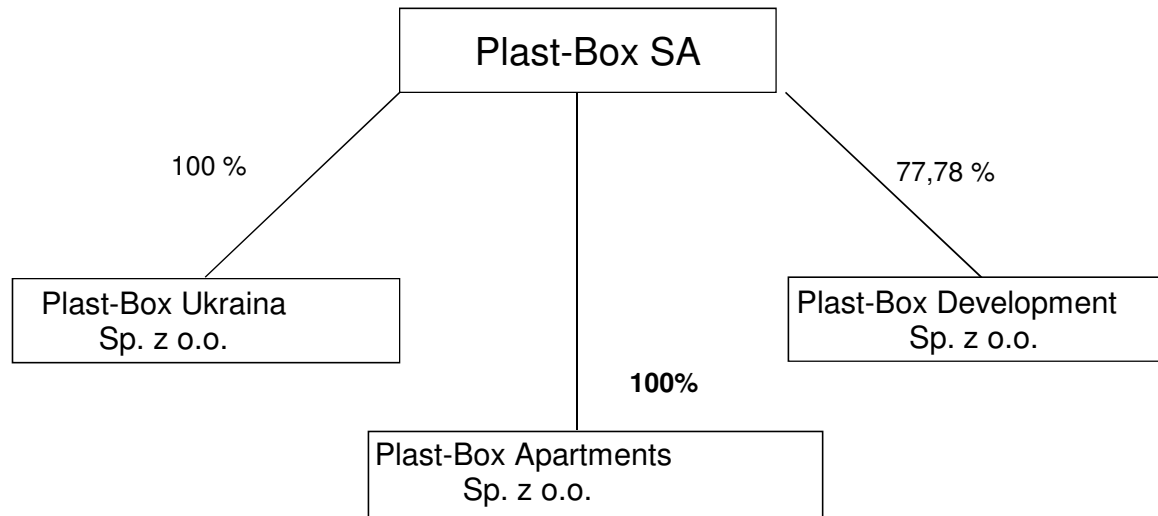 Plast-Box SA
100 %
77,78 %
Plast-Box Ukraina
Sp. z o.o.
Plast-Box Development
Sp. z o.o.
100%
Plast-Box Apartments
Sp. z o.o.